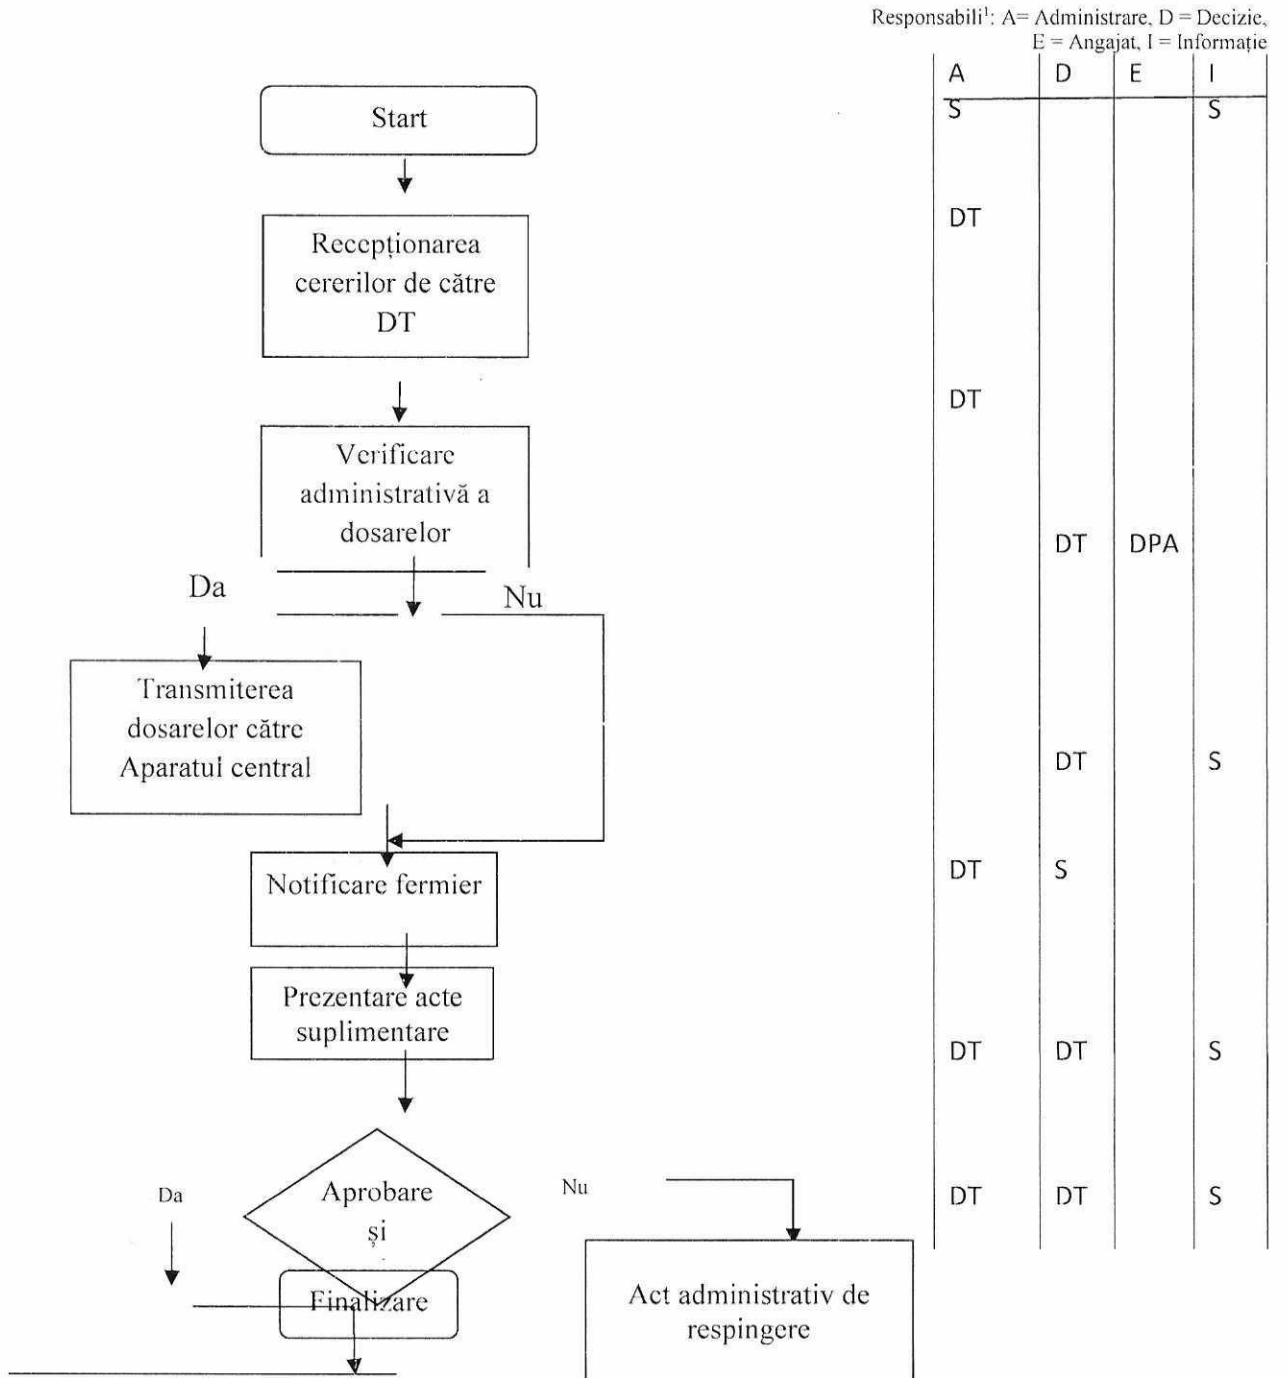 Responsabili¹: A= Administrare, D = Decizie,
E = Angajat, I = Informație
A D E I
S S
Start
DT
Recepționarea
cererilor de către
DT
DT
Verificare
administrativă a
dosarelor
DT DPA
Da
Nu
Transmiterea
dosarelor către
Aparatul central
DT S
DT S
Notificare fermier
Prezentare acte
suplimentare
DT DT S
Da
Aprobare
și
Nu
DT DT S
Finalizare
Act administrativ de
respingere